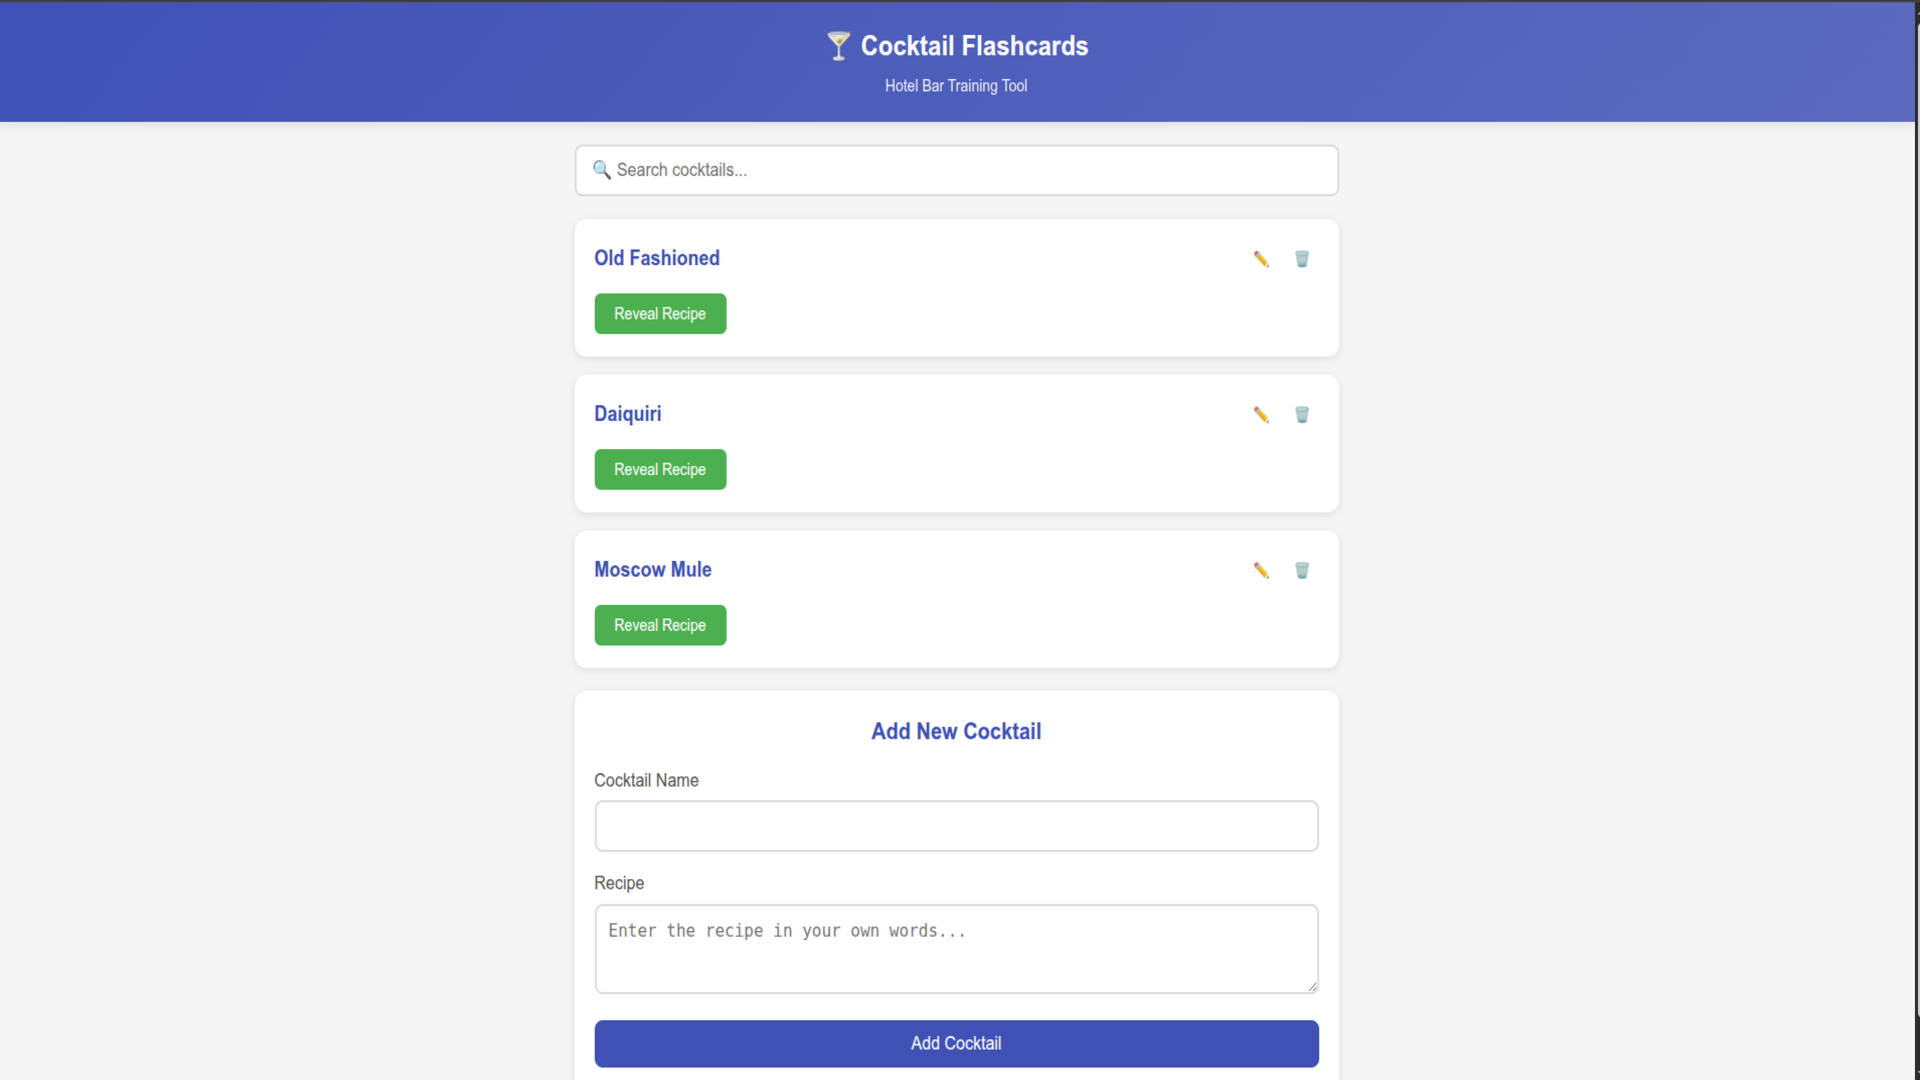 Cocktail Flashcards
Hotel Bar Training Tool
Search cocktails...
Old Fashioned
Reveal Recipe
Daiquiri
Reveal Recipe
Moscow Mule
Reveal Recipe
Add New Cocktail
Cocktail Name
Recipe
Enter the recipe in your own words...
Add Cocktail